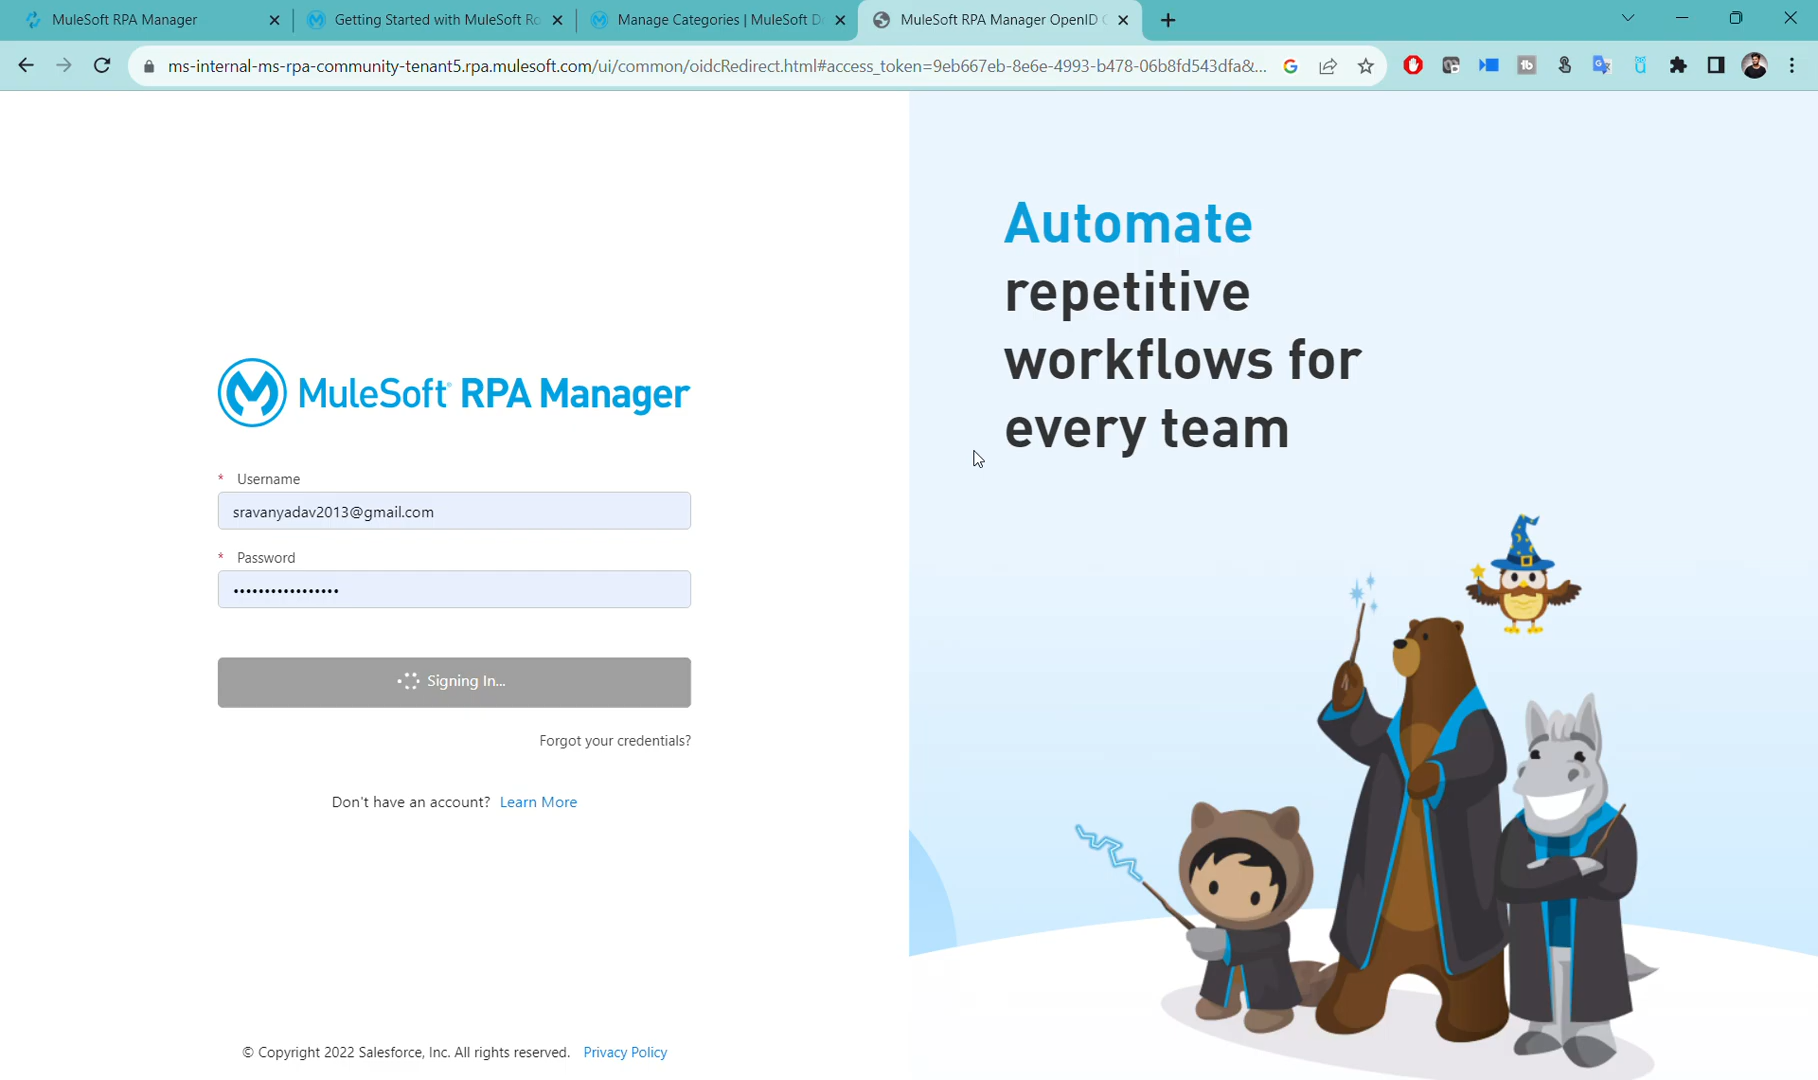 MuleSoft RPA Manager
Getting Started with MuleSoft Ro
Manage Categories | MuleSoft D
MuleSoft RPA Manager OpenID C
ms-internal-ms-rpa-community-tenant5.rpa.mulesoft.com/ui/common/oidcRedirect.html#access_token=9eb667eb-8e6e-4993-b478-06b8fd543dfa&...
MuleSoft RPA Manager
* Username
sravanyadav2013@gmail.com
* Password
•••••••••••••••••
Signing In...
Forgot your credentials?
Don't have an account? Learn More
© Copyright 2022 Salesforce, Inc. All rights reserved. Privacy Policy
Automate
repetitive
workflows for
every team